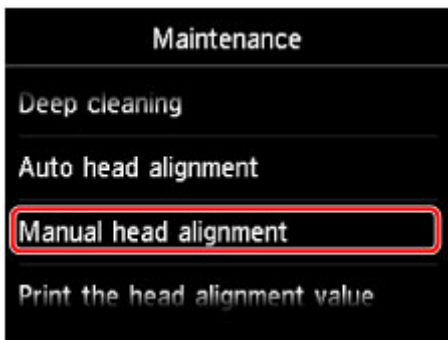 Maintenance
Deep cleaning
Auto head alignment
Manual head alignment
Print the head alignment value